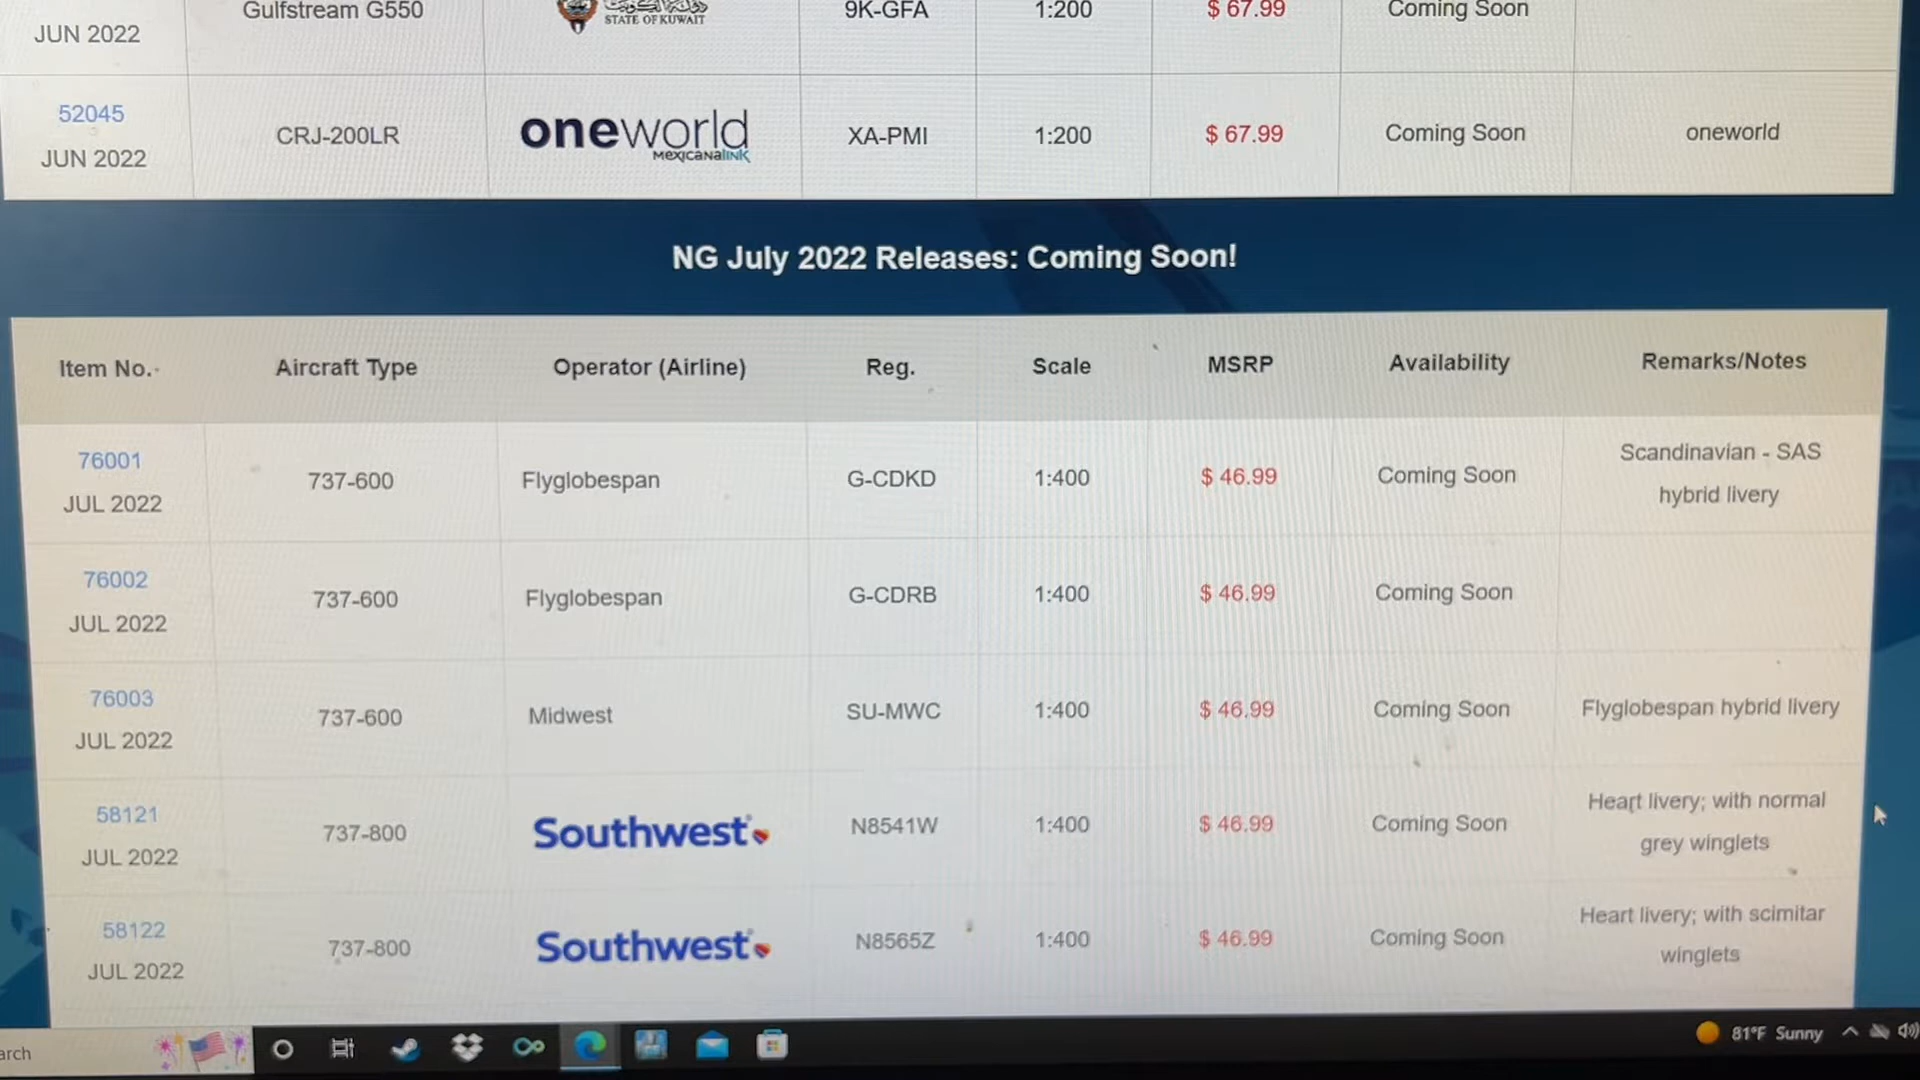 JUN 2022
Gulfstream G550
STATE OF KUWAIT
9K-GFA
1:200
$ 67.99
Coming Soon
52045
JUN 2022
CRJ-200LR
oneworld
MEXICANALINK
XA-PMI
1:200
$ 67.99
Coming Soon
oneworld
NG July 2022 Releases: Coming Soon!
Item No.
Aircraft Type
Operator (Airline)
Reg.
Scale
MSRP
Availability
Remarks/Notes
76001
JUL 2022
737-600
Flyglobespan
G-CDKD
1:400
$ 46.99
Coming Soon
Scandinavian - SAS
hybrid livery
76002
JUL 2022
737-600
Flyglobespan
G-CDRB
1:400
$ 46.99
Coming Soon
76003
JUL 2022
737-600
Midwest
SU-MWC
1:400
$ 46.99
Coming Soon
Flyglobespan hybrid livery
58121
JUL 2022
737-800
Southwest
N8541W
1:400
$ 46.99
Coming Soon
Heart livery; with normal
grey winglets
58122
JUL 2022
737-800
Southwest
N8565Z
1:400
$ 46.99
Coming Soon
Heart livery; with scimitar
winglets
arch
81°F Sunny